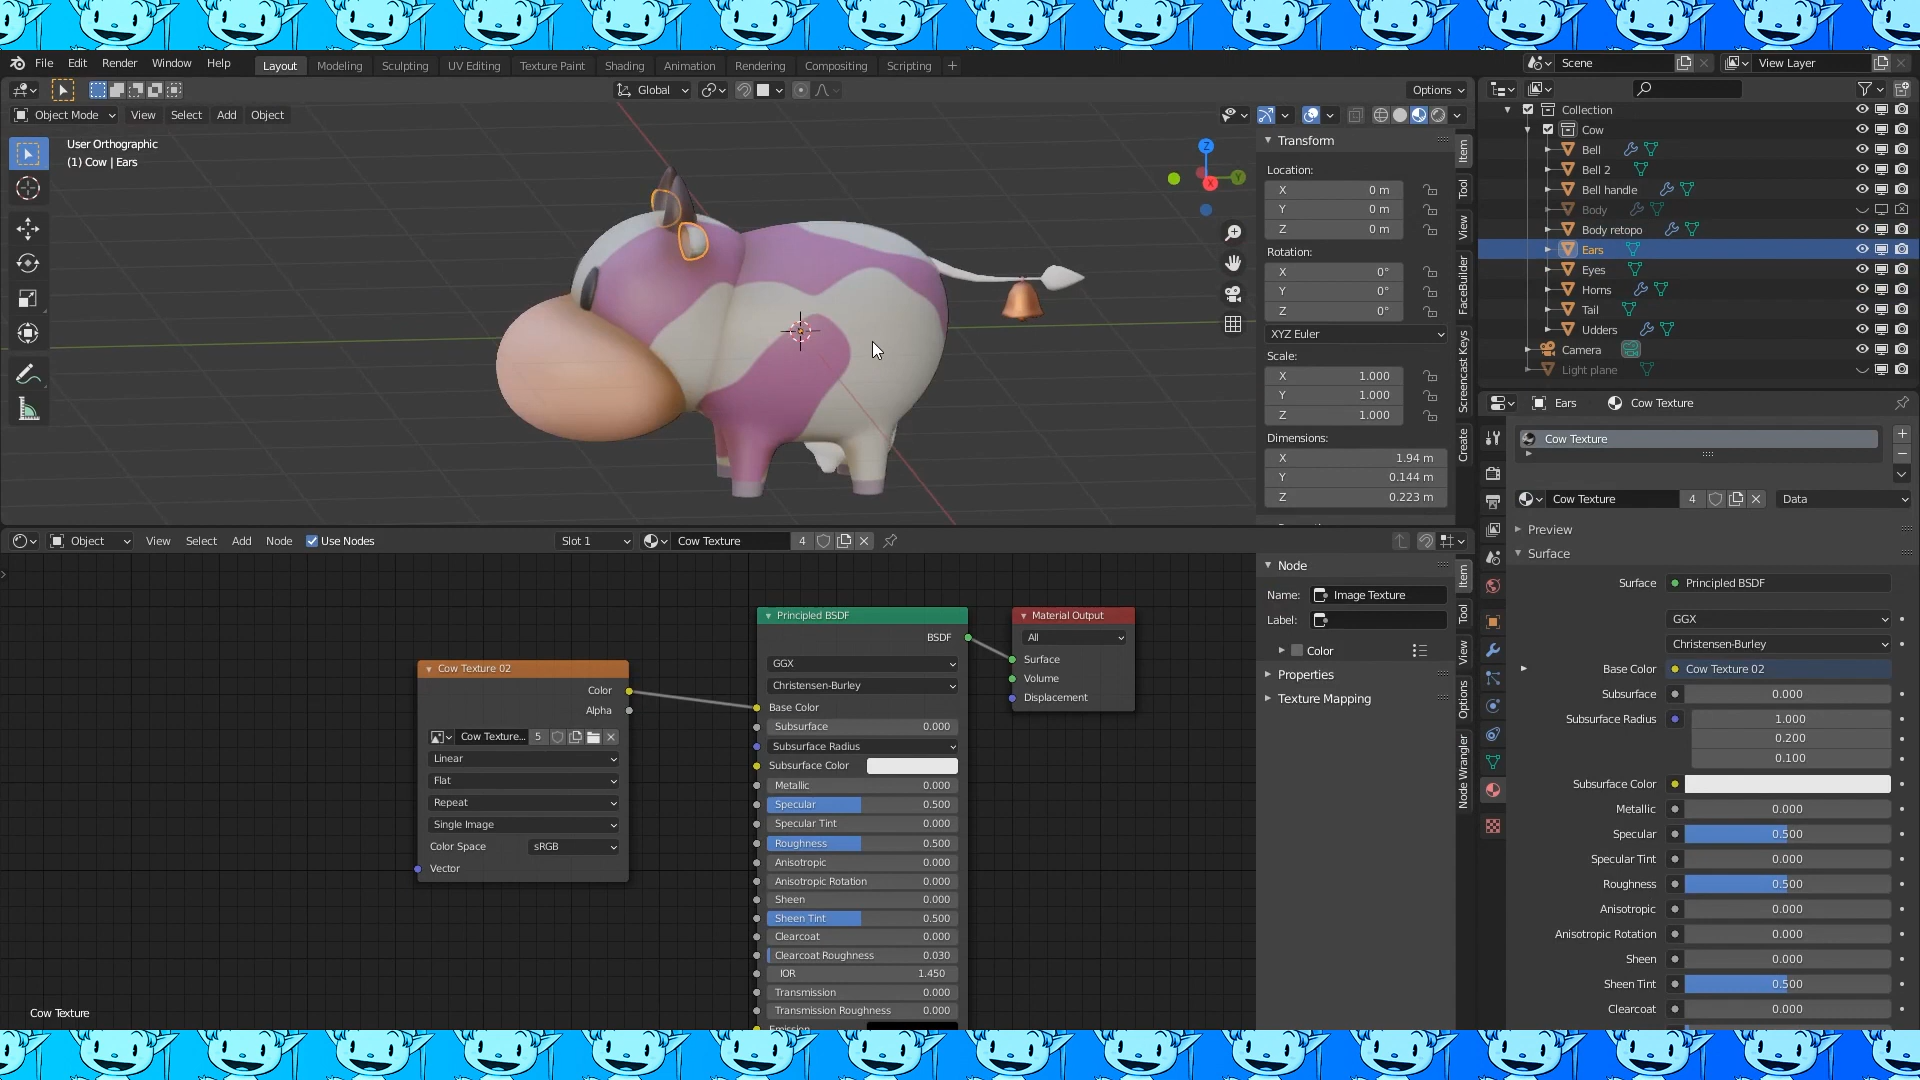 File Edit Render Window Help Layout Modeling Sculpting UV Editing Texture Paint Shading Animation Rendering Compositing Scripting + Scene View Layer
Global Options
Object Mode View Select Add Object
User Orthographic
(1) Cow | Ears
Z
Y
X
Transform
Location:
X 0 m
Y 0 m
Z 0 m
Rotation:
X 0°
Y 0°
Z 0°
XYZ Euler
Scale:
X 1.000
Y 1.000
Z 1.000
Dimensions:
X 1.94 m
Y 0.144 m
Z 0.223 m
Item
Tool
View
FaceBuilder
Screencast Keys
Create
Collection
Cow
Bell
Bell 2
Bell handle
Body
Body retopo
Ears
Eyes
Horns
Tail
Udders
Camera
Light plane
Ears Cow Texture
Cow Texture
Cow Texture 4 Data
Preview
Surface
Surface Principled BSDF
GGX
Christensen-Burley
Base Color Cow Texture 02
Subsurface 0.000
Subsurface Radius 1.000
0.200
0.100
Subsurface Color
Metallic 0.000
Specular 0.500
Specular Tint 0.000
Roughness 0.500
Anisotropic 0.000
Anisotropic Rotation 0.000
Sheen 0.000
Sheen Tint 0.500
Clearcoat 0.000
Object View Select Add Node Use Nodes Slot 1 Cow Texture 4
Cow Texture 02
Color
Alpha
Cow Texture... 5
Linear
Flat
Repeat
Single Image
Color Space sRGB
Vector
Principled BSDF
BSDF
GGX
Christensen-Burley
Base Color
Subsurface 0.000
Subsurface Radius
Subsurface Color
Metallic 0.000
Specular 0.500
Specular Tint 0.000
Roughness 0.500
Anisotropic 0.000
Anisotropic Rotation 0.000
Sheen 0.000
Sheen Tint 0.500
Clearcoat 0.000
Clearcoat Roughness 0.030
IOR 1.450
Transmission 0.000
Transmission Roughness 0.000
Emission
Material Output
All
Surface
Volume
Displacement
Node
Name: Image Texture
Label:
Color
Properties
Texture Mapping
Item
Tool
View
Options
Node Wrangler
Cow Texture